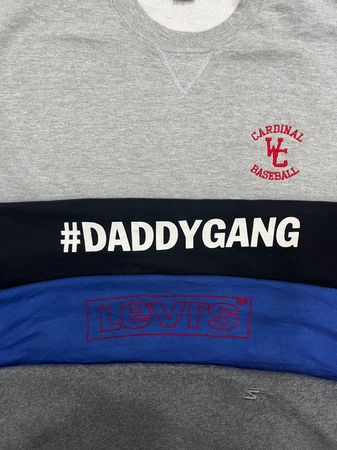 CARDINAL
WC
BASEBALL
#DADDYGANG
Levi's